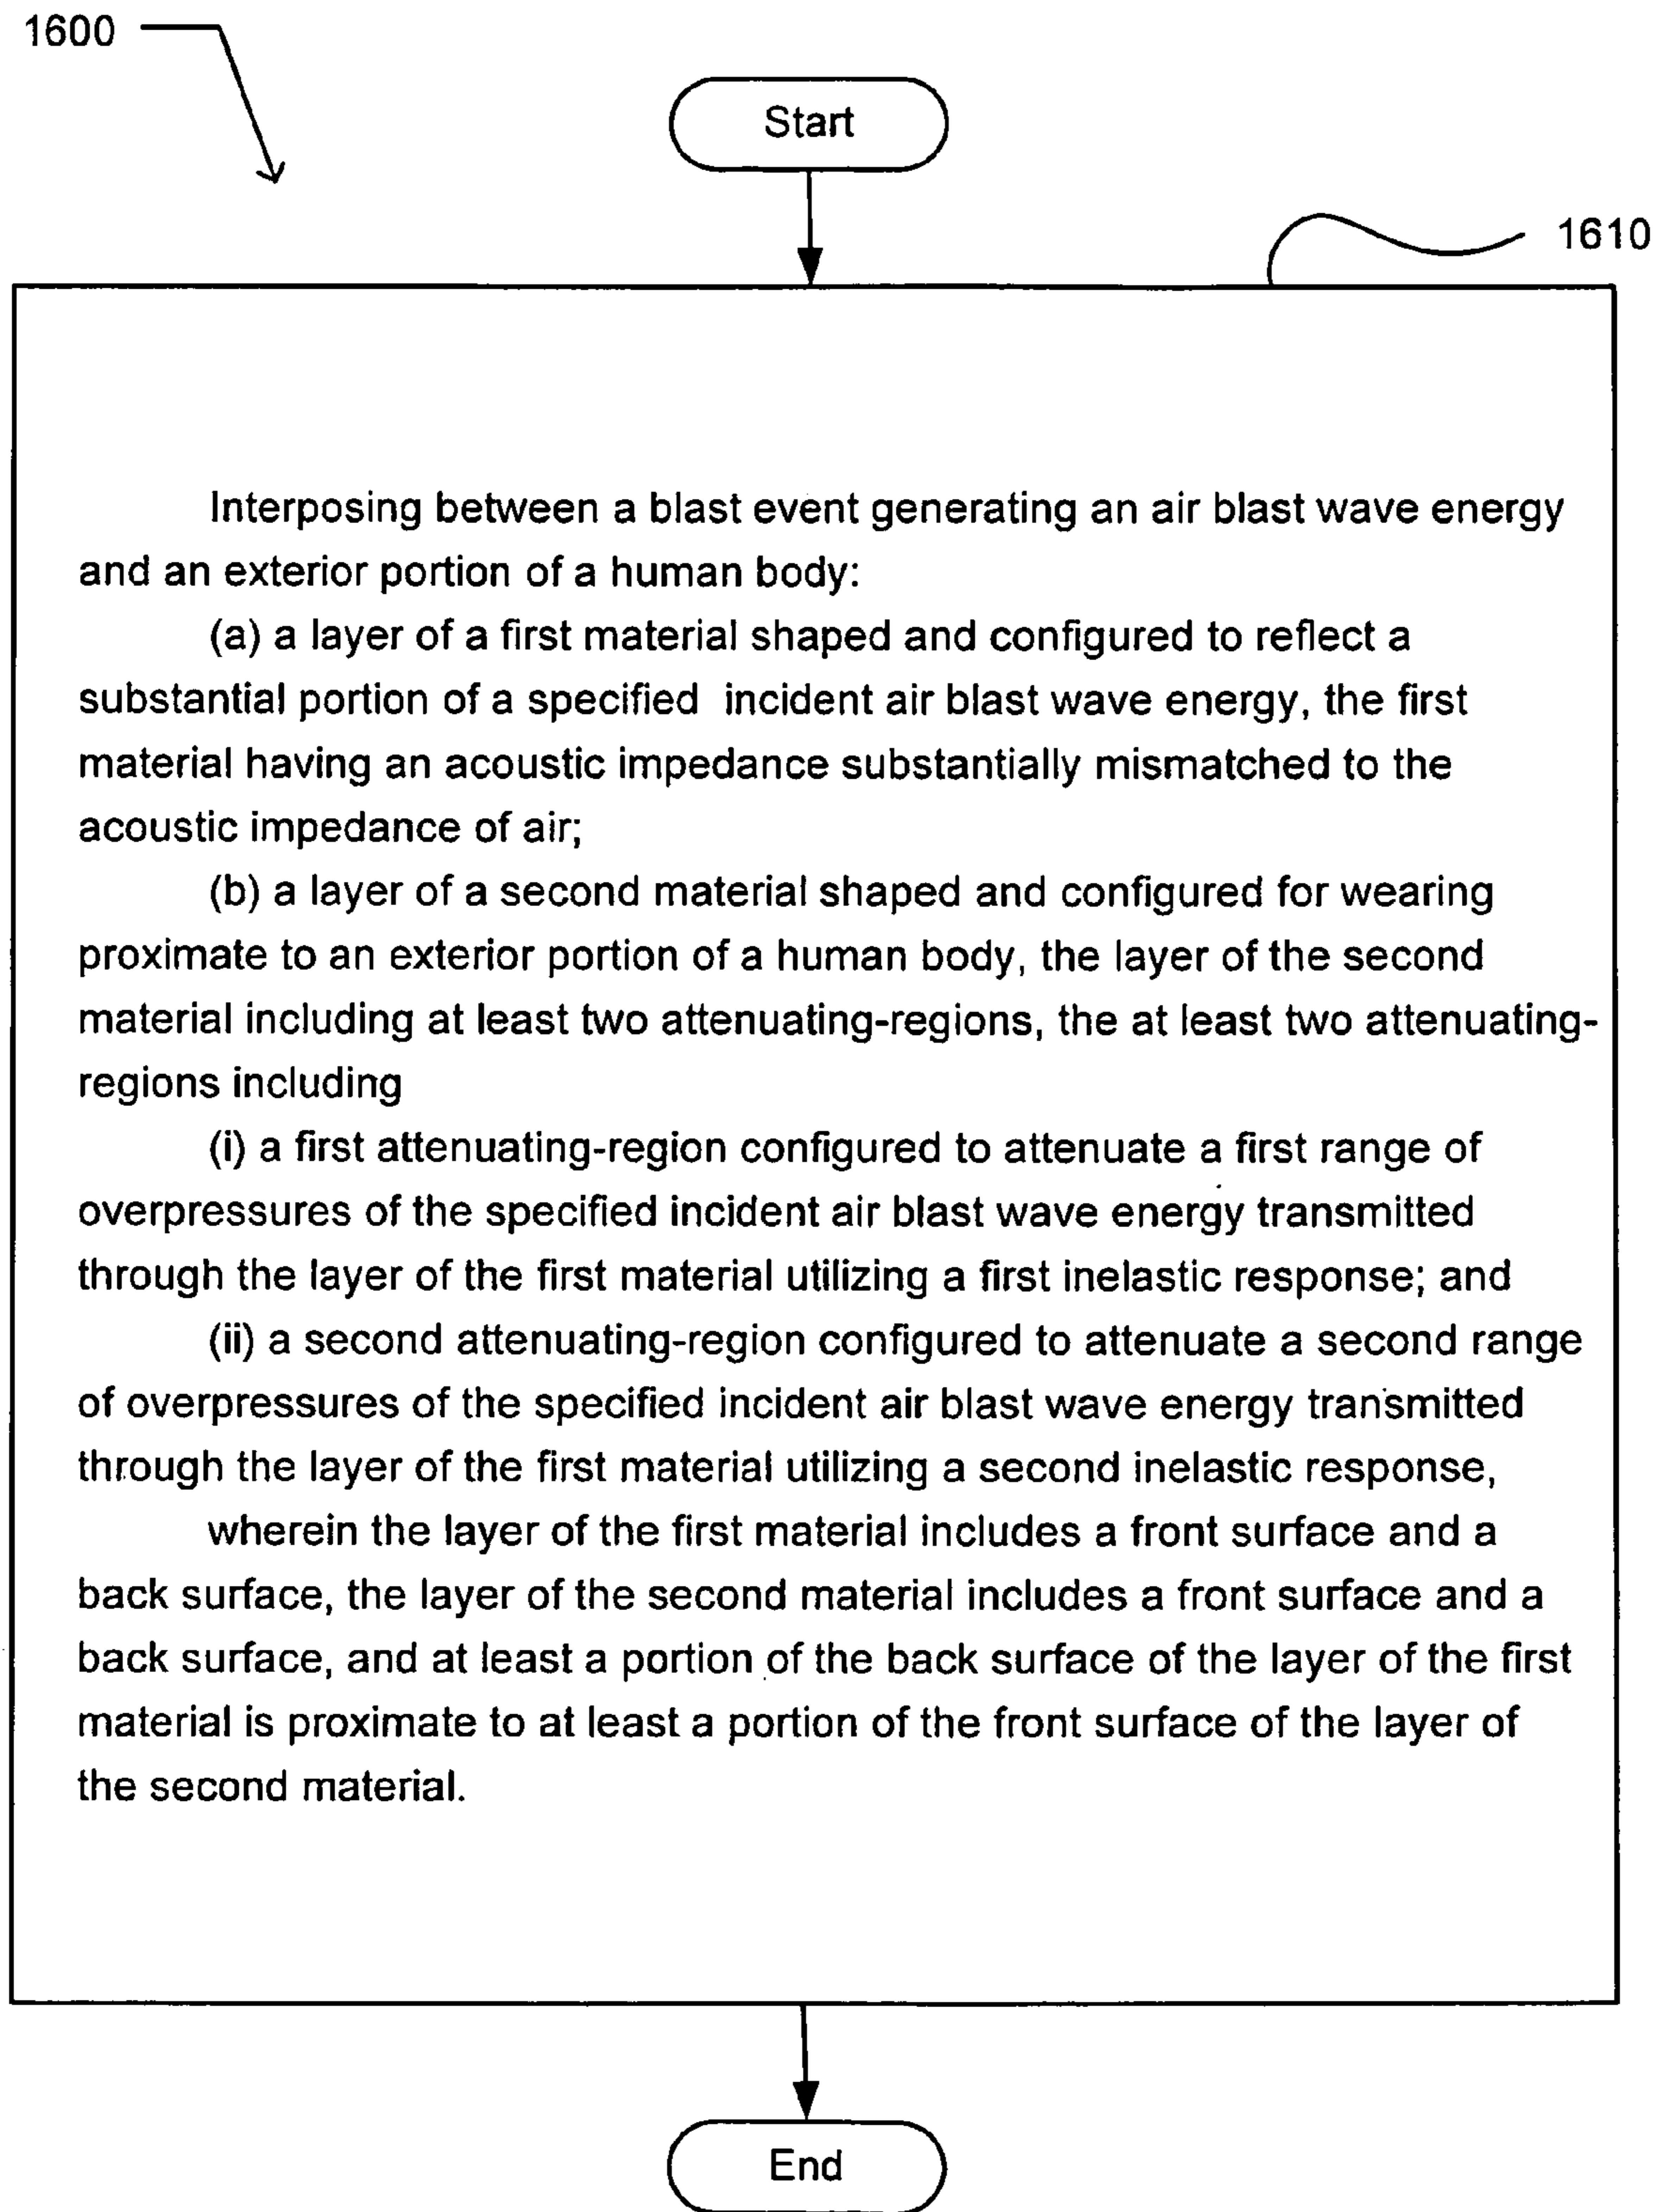 1600
Start
1610
Interposing between a blast event generating an air blast wave energy
and an exterior portion of a human body:
(a) a layer of a first material shaped and configured to reflect a
substantial portion of a specified incident air blast wave energy, the first
material having an acoustic impedance substantially mismatched to the
acoustic impedance of air;
(b) a layer of a second material shaped and configured for wearing
proximate to an exterior portion of a human body, the layer of the second
material including at least two attenuating-regions, the at least two attenuating-
regions including
(i) a first attenuating-region configured to attenuate a first range of
overpressures of the specified incident air blast wave energy transmitted
through the layer of the first material utilizing a first inelastic response; and
(ii) a second attenuating-region configured to attenuate a second range
of overpressures of the specified incident air blast wave energy transmitted
through the layer of the first material utilizing a second inelastic response,
wherein the layer of the first material includes a front surface and a
back surface, the layer of the second material includes a front surface and a
back surface, and at least a portion of the back surface of the layer of the first
material is proximate to at least a portion of the front surface of the layer of
the second material.
End